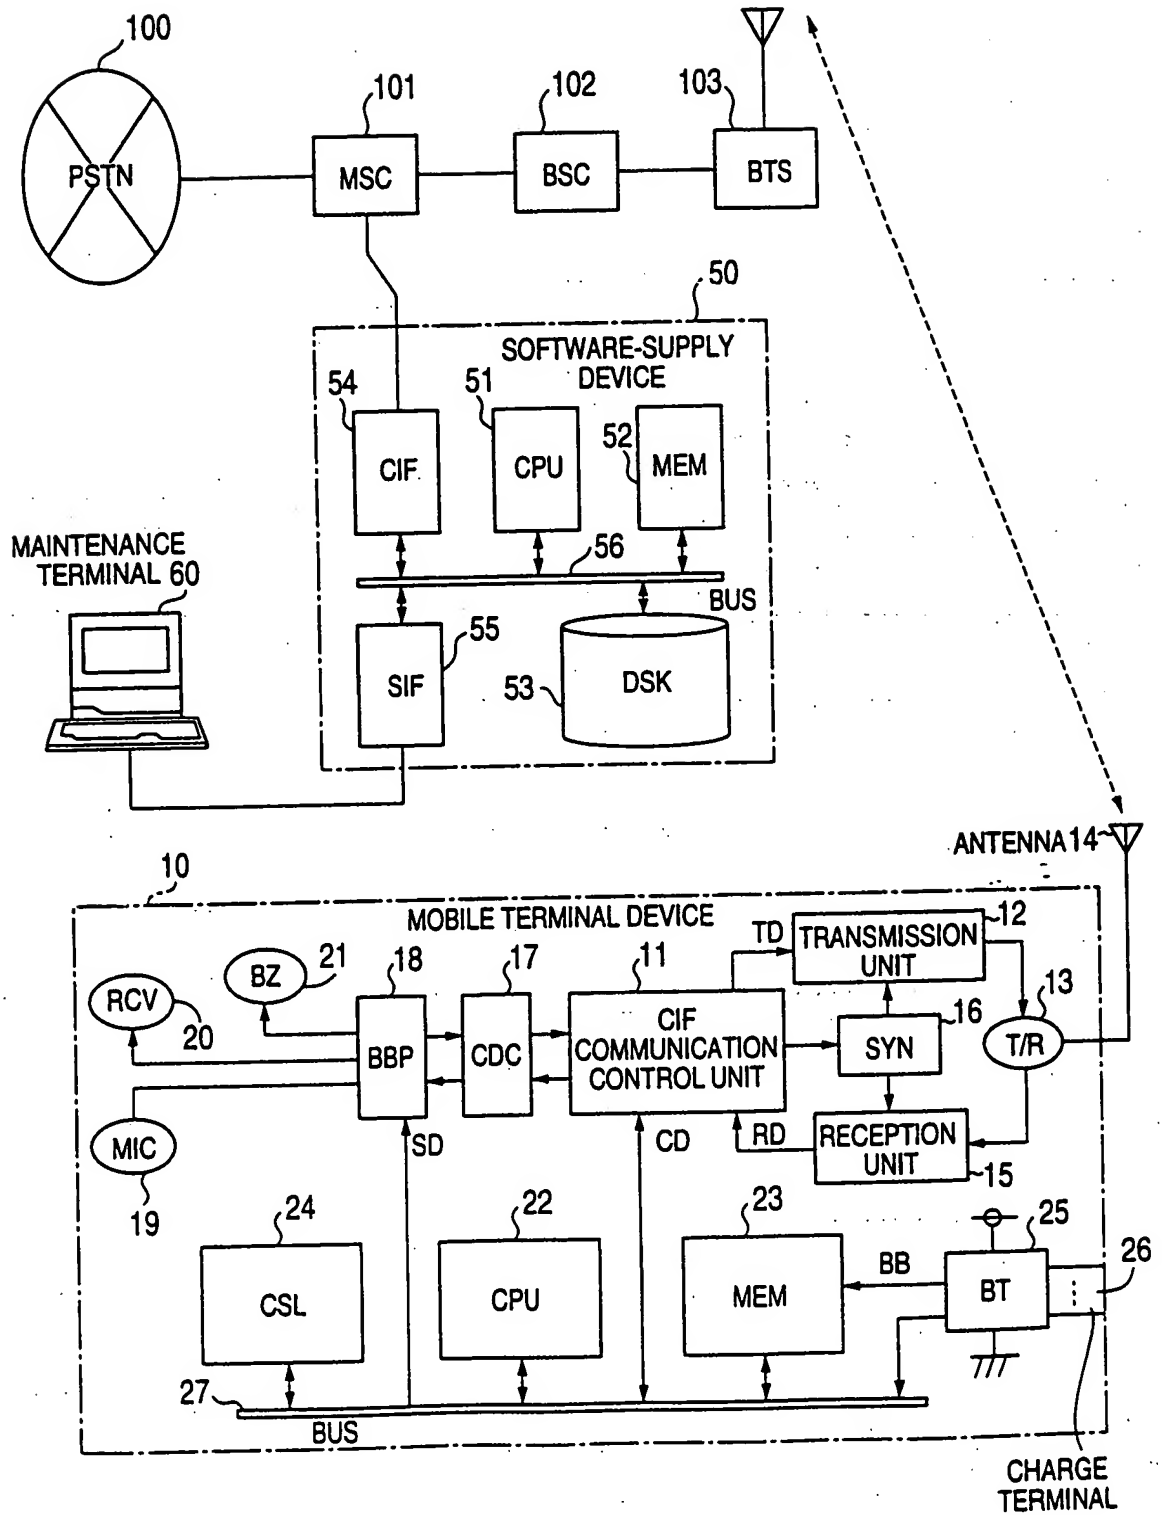 100
PSTN
101
MSC
102
BSC
103
BTS
50
SOFTWARE-SUPPLY
DEVICE
54
CIF
51
CPU
52
MEM
56
BUS
MAINTENANCE
TERMINAL 60
55
SIF
53
DSK
ANTENNA 14
10
MOBILE TERMINAL DEVICE
RCV
20
BZ
21
18
BBP
17
CDC
11
CIF
COMMUNICATION
CONTROL UNIT
TD
12
TRANSMISSION
UNIT
16
SYN
13
T/R
MIC
19
SD
CD
RD
RECEPTION
UNIT
15
24
CSL
22
CPU
23
MEM
BB
25
BT
26
27
BUS
CHARGE
TERMINAL